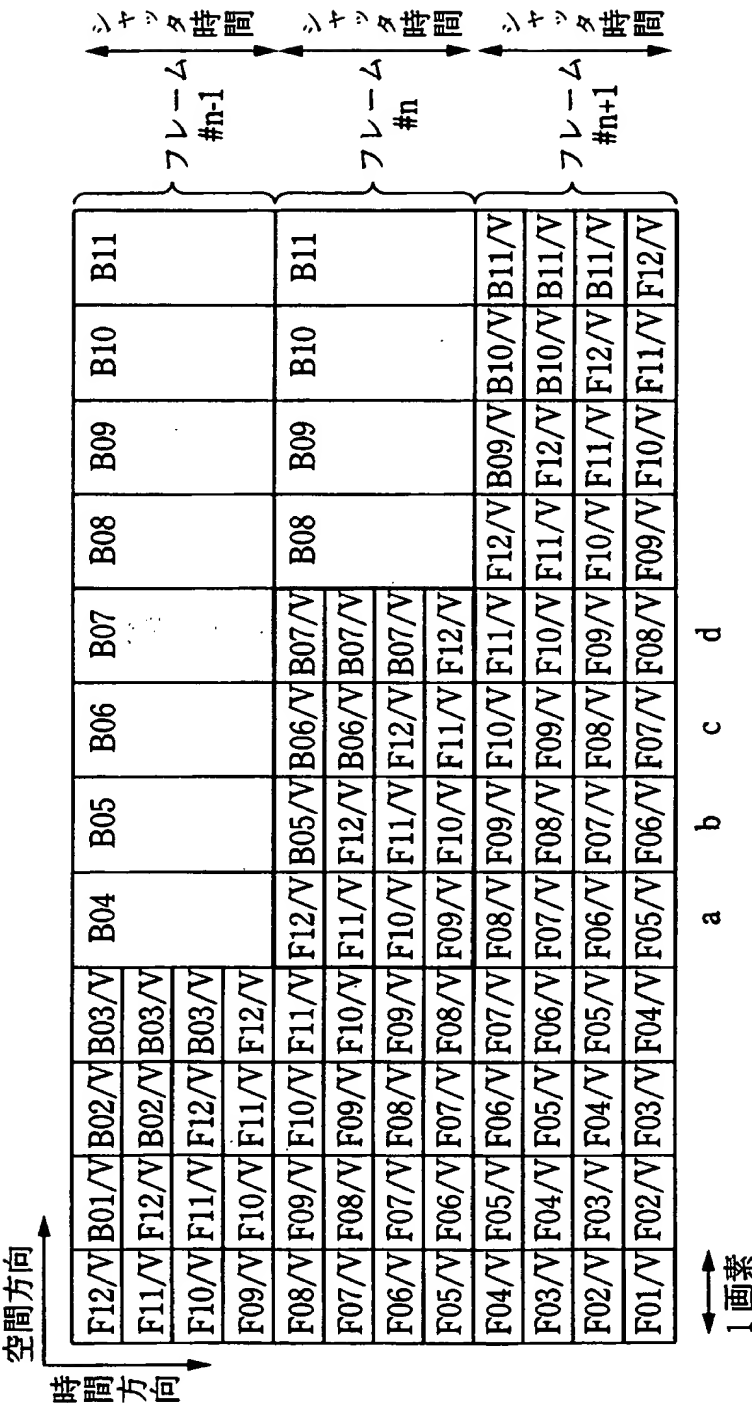 空間方向
時間方向
F12/V B01/V B02/V B03/V B04 B05 B06 B07 B08 B09 B10 B11
F11/V F12/V B02/V B03/V
F10/V F11/V F12/V B03/V
F09/V F10/V F11/V F12/V
フレーム
#n-1
シャッタ時間
F08/V F09/V F10/V F11/V F12/V B05/V B06/V B07/V B08 B09 B10 B11
F07/V F08/V F09/V F10/V F11/V F12/V B06/V B07/V
F06/V F07/V F08/V F09/V F10/V F11/V F12/V B07/V
F05/V F06/V F07/V F08/V F09/V F10/V F11/V F12/V
フレーム
#n
シャッタ時間
F04/V F05/V F06/V F07/V F08/V F09/V F10/V F11/V F12/V B09/V B10/V B11/V
F03/V F04/V F05/V F06/V F07/V F08/V F09/V F10/V F11/V F12/V B10/V B11/V
F02/V F03/V F04/V F05/V F06/V F07/V F08/V F09/V F10/V F11/V F12/V B11/V
F01/V F02/V F03/V F04/V F05/V F06/V F07/V F08/V F09/V F10/V F11/V F12/V
フレーム
#n+1
シャッタ時間
1画素
a b c d